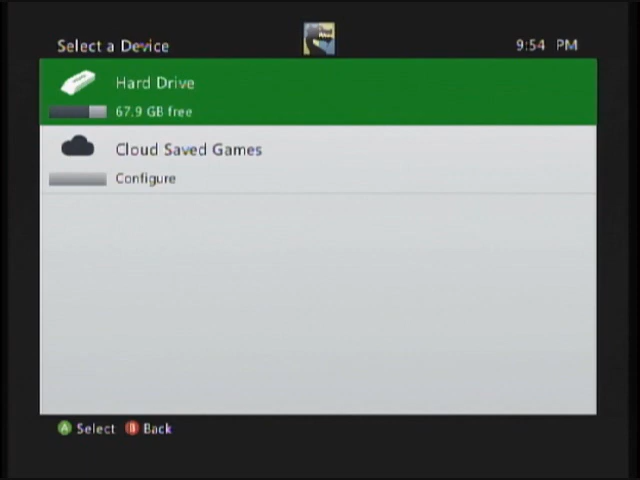 Select a Device
9:54 PM
Hard Drive
67.9 GB free
Cloud Saved Games
Configure
A Select B Back